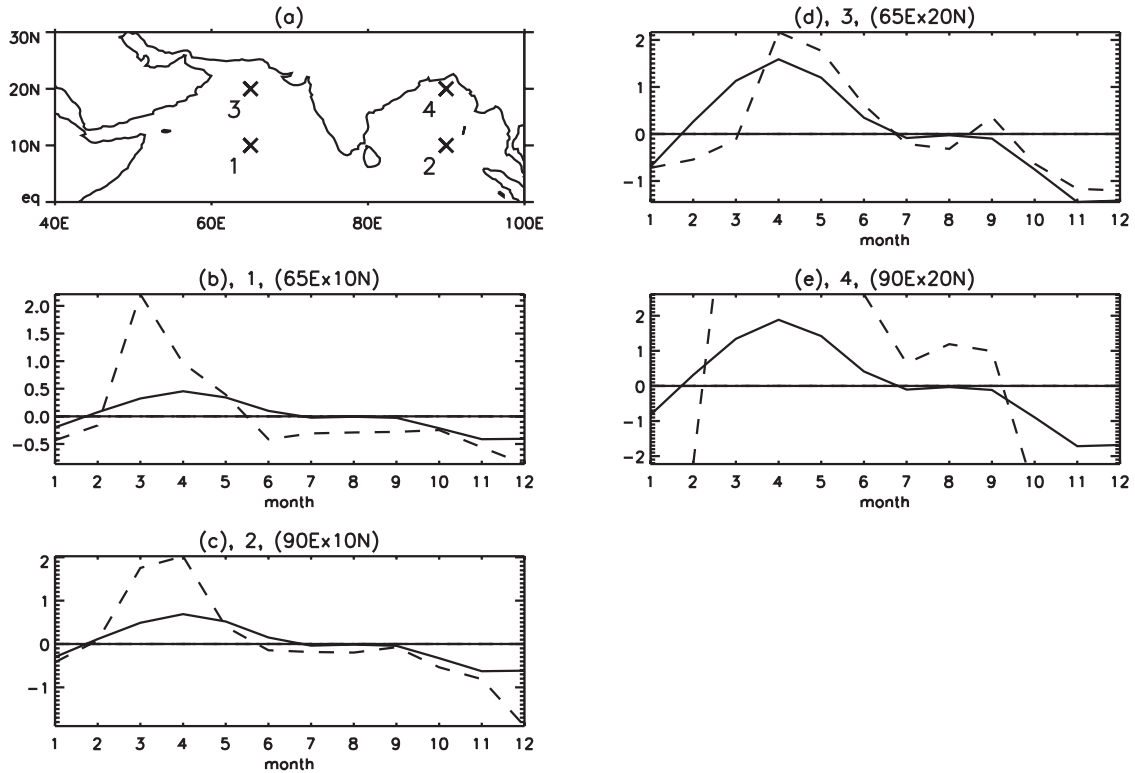 (a)
30N
20N
10N
eq
40E 60E 80E 100E
3 4
1 2
(b), 1, (65Ex10N)
2.0
1.5
1.0
0.5
0.0
-0.5
1 2 3 4 5 6 7 8 9 10 11 12
month
(c), 2, (90Ex10N)
2
1
0
-1
1 2 3 4 5 6 7 8 9 10 11 12
month
(d), 3, (65Ex20N)
2
1
0
-1
1 2 3 4 5 6 7 8 9 10 11 12
month
(e), 4, (90Ex20N)
2
1
0
-1
-2
1 2 3 4 5 6 7 8 9 10 11 12
month